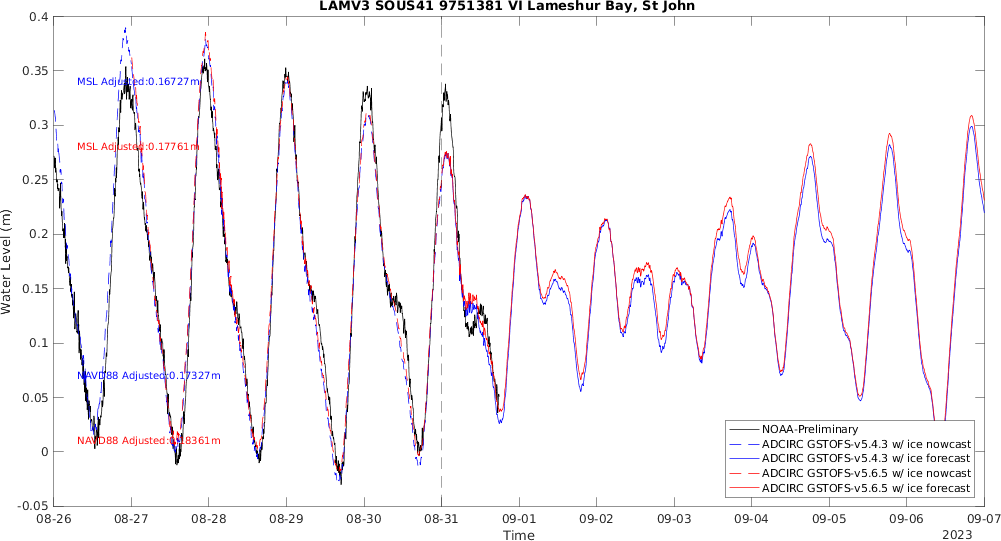 LAMV3 SOUS41 9751381 VI Lameshur Bay, St John
0.4
0.35
0.3
0.25
0.2
0.15
0.1
0.05
0
-0.05
Water Level (m)
MSL Adjusted:0.16727m
MSL Adjusted:0.17761m
NAVD88 Adjusted:0.17327m
NAVD88 Adjusted:0.18361m
NOAA-Preliminary
ADCIRC GSTOFS-v5.4.3 w/ ice nowcast
ADCIRC GSTOFS-v5.4.3 w/ ice forecast
ADCIRC GSTOFS-v5.6.5 w/ ice nowcast
ADCIRC GSTOFS-v5.6.5 w/ ice forecast
08-26 08-27 08-28 08-29 08-30 08-31 09-01 09-02 09-03 09-04 09-05 09-06 09-07
Time
2023